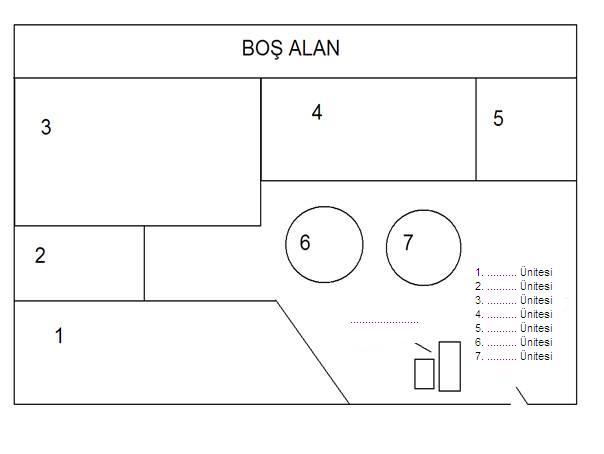 BOŞ ALAN
3
4
5
2
6
7
1
1. .......... Ünitesi
2. .......... Ünitesi
3. .......... Ünitesi
4. .......... Ünitesi
5. .......... Ünitesi
6. .......... Ünitesi
7. .......... Ünitesi
.......................